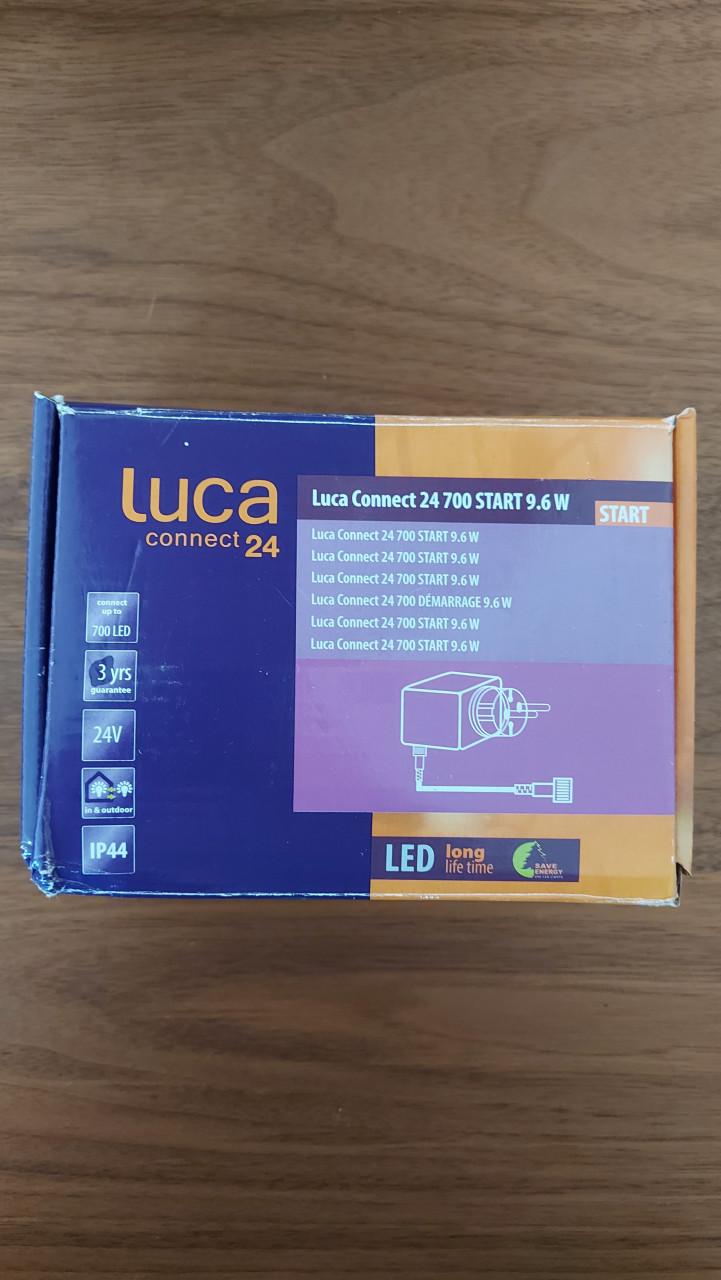 Luca
connect 24
connect
up to
700 LED
3 yrs
guarantee
24V
in & outdoor
IP44
Luca Connect 24 700 START 9.6 W
START
Luca Connect 24 700 START 9.6 W
Luca Connect 24 700 START 9.6 W
Luca Connect 24 700 START 9.6 W
Luca Connect 24 700 DÉMARRAGE 9.6 W
Luca Connect 24 700 START 9.6 W
Luca Connect 24 700 START 9.6 W
LED
long
life time
SAVE
ENERGY